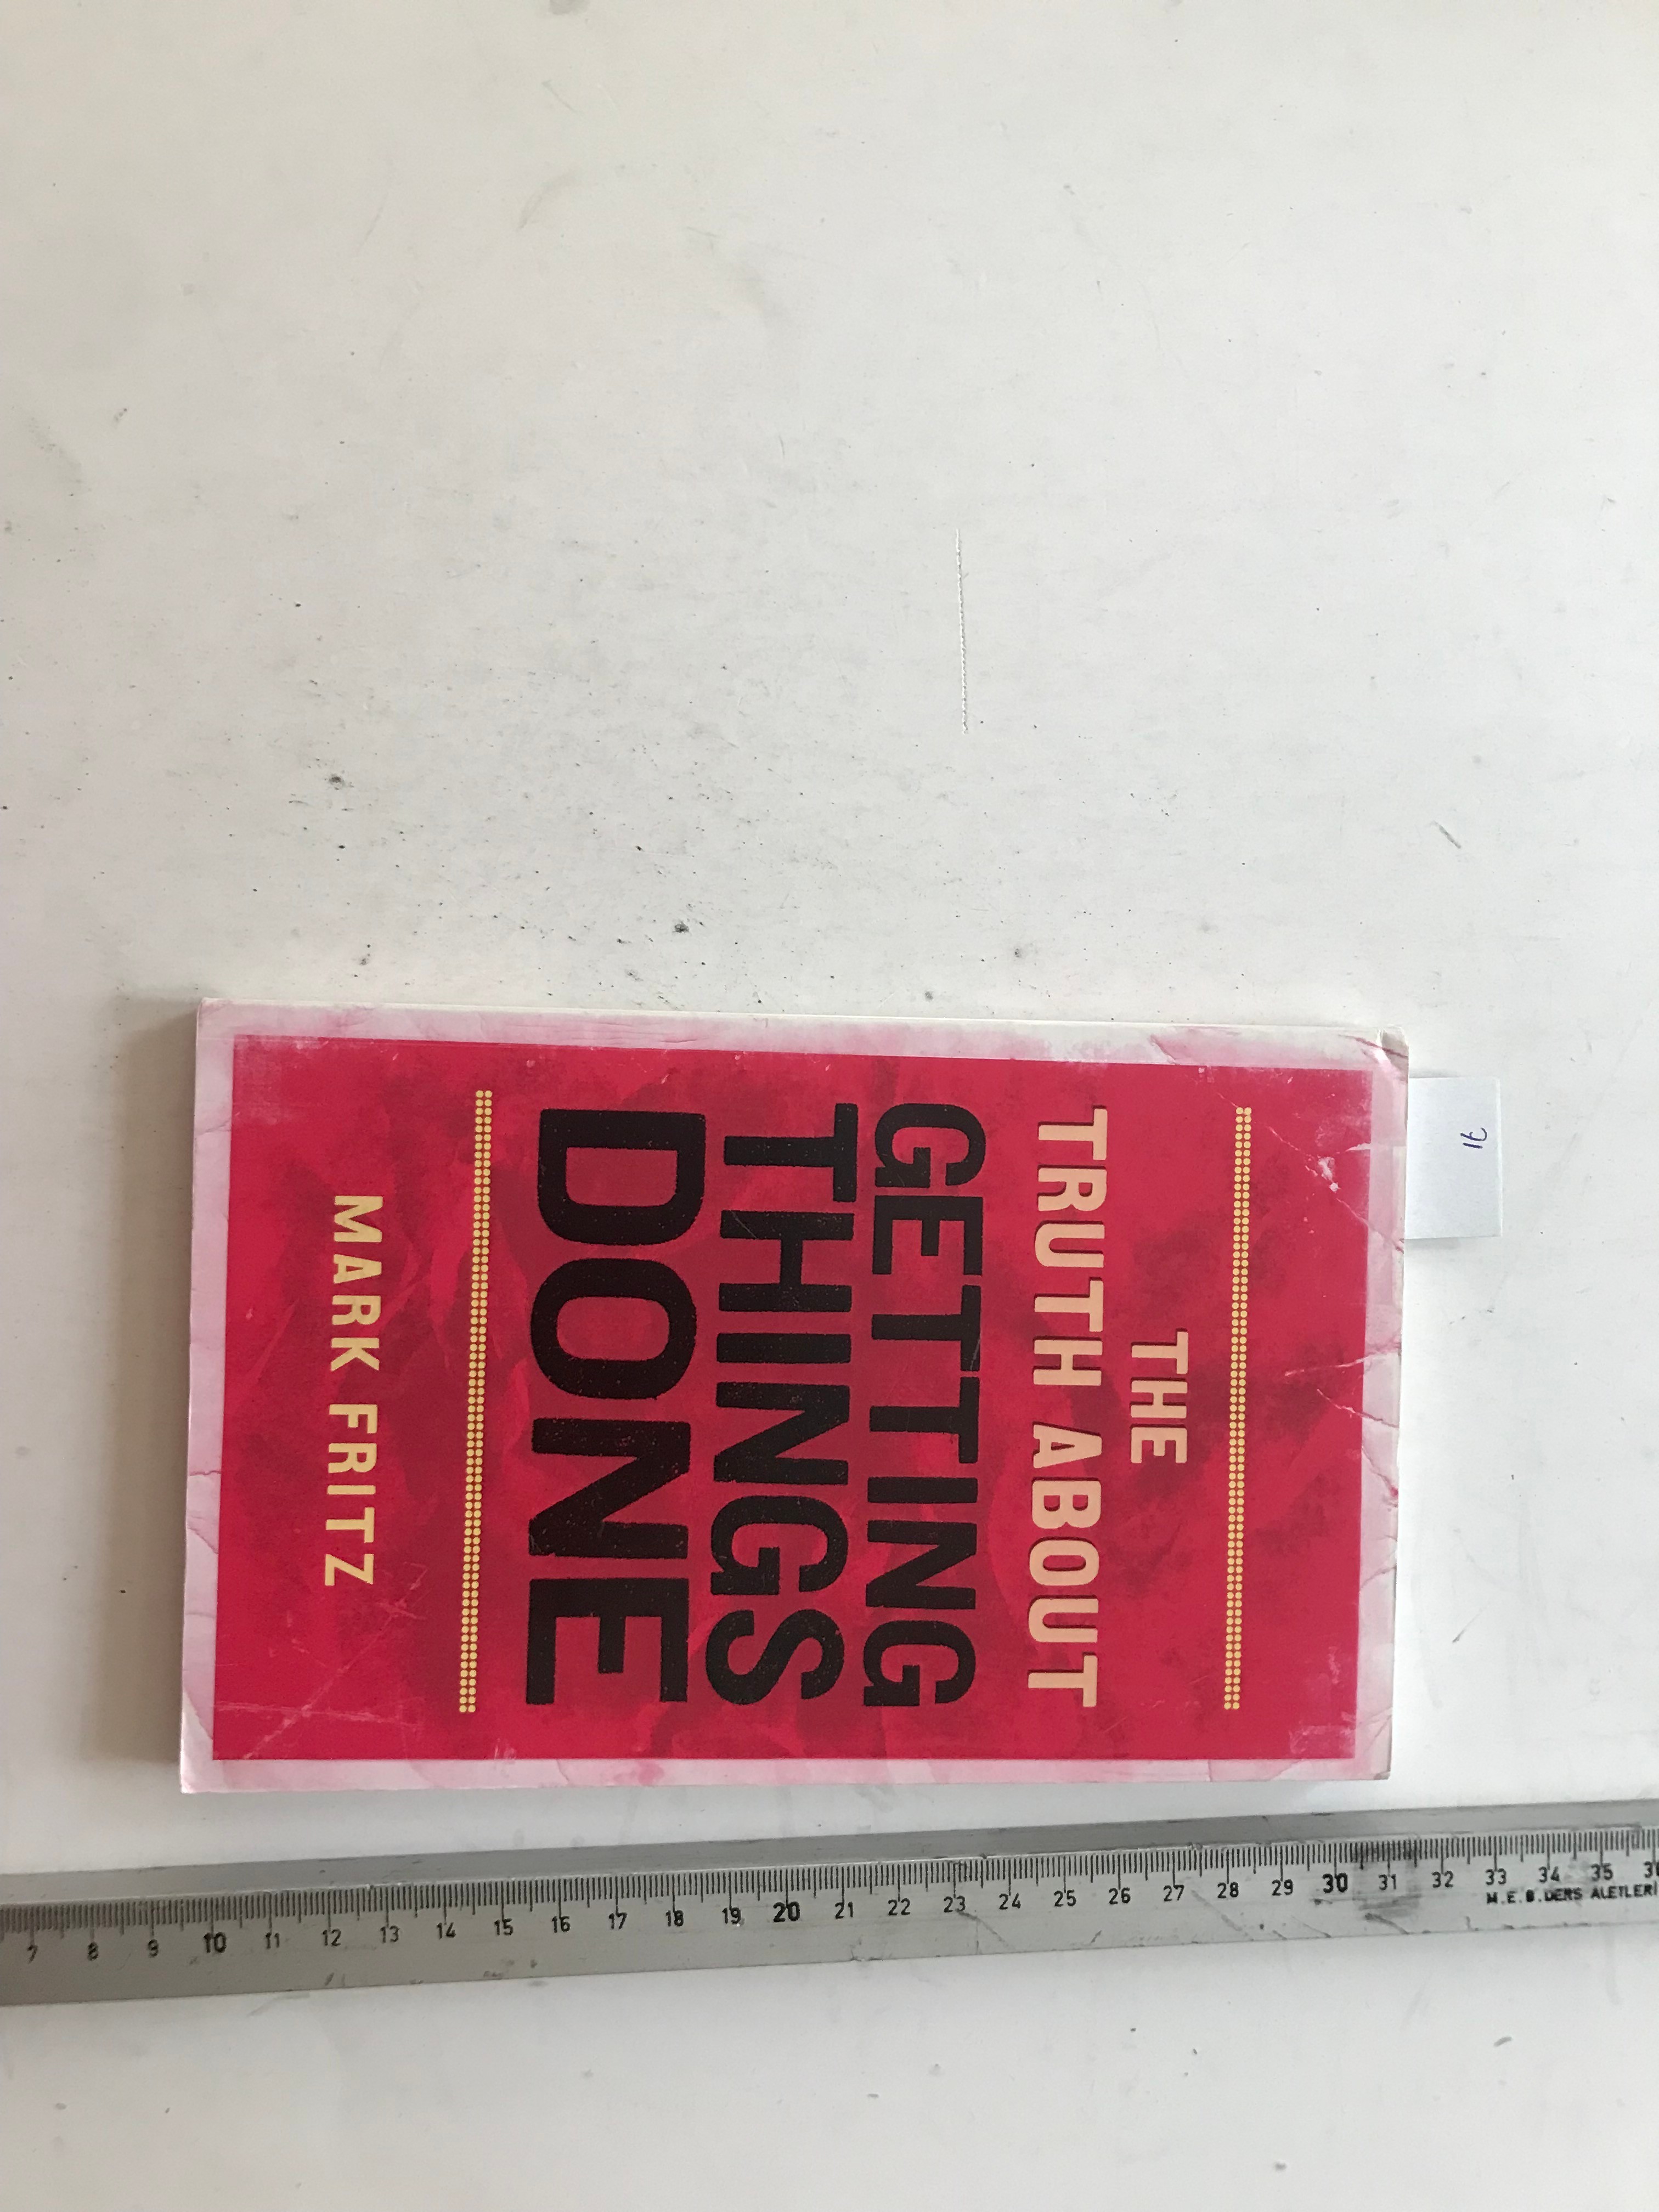 THE
TRUTH ABOUT
GETTING
THINGS
DONE
MARK FRITZ
7 8 9 10 11 12 13 14 15 16 17 18 19 20 21 22 23 24 25 26 27 28 29 30 31 32 33 34 35
M.E.B. DERS ALETLERİ